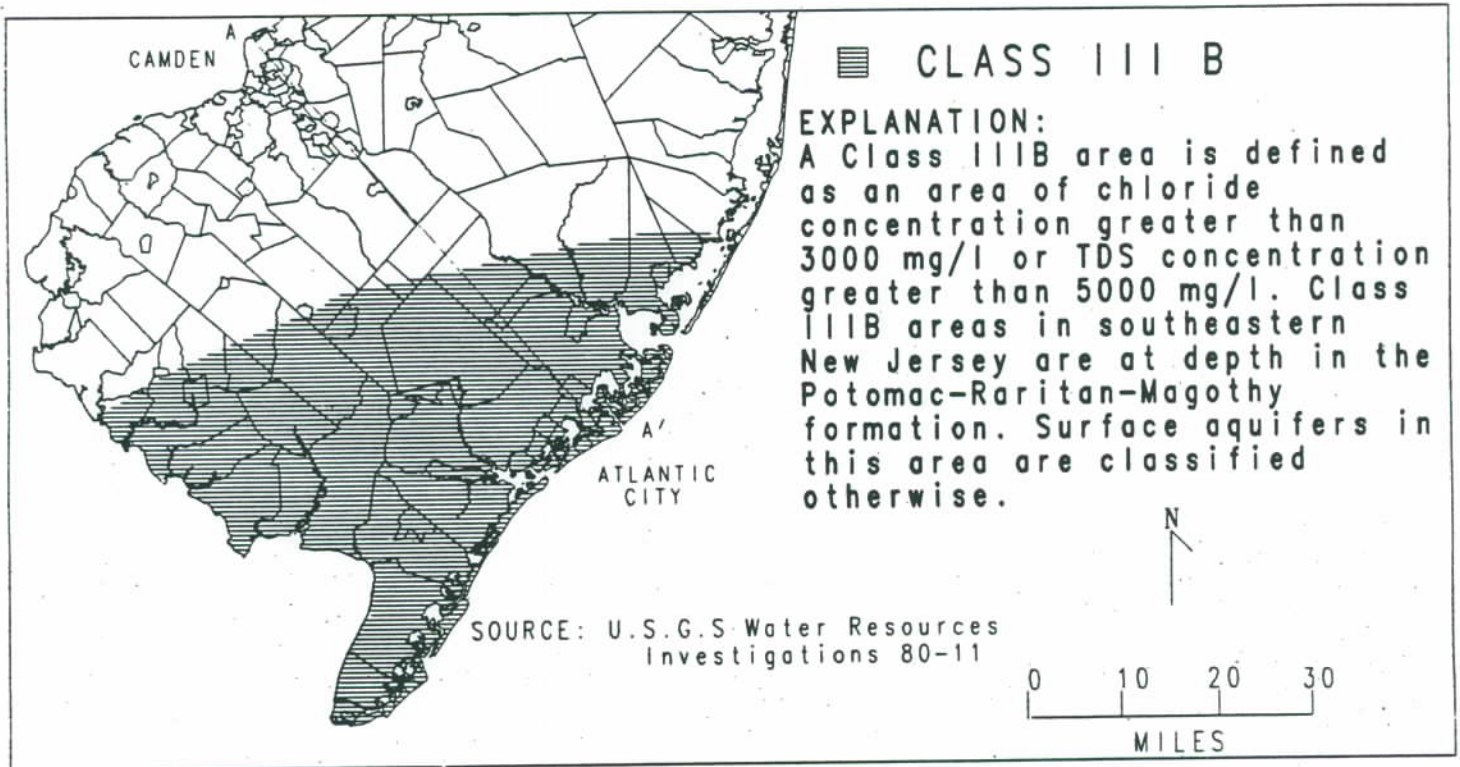 A
CAMDEN
CLASS III B
EXPLANATION:
A Class IIIB area is defined
as an area of chloride
concentration greater than
3000 mg/l or TDS concentration
greater than 5000 mg/l. Class
IIIB areas in southeastern
New Jersey are at depth in the
Potomac-Raritan-Magothy
formation. Surface aquifers in
this area are classified
otherwise.
A'
ATLANTIC
CITY
N
SOURCE: U.S.G.S Water Resources
Investigations 80-11
0 10 20 30
MILES